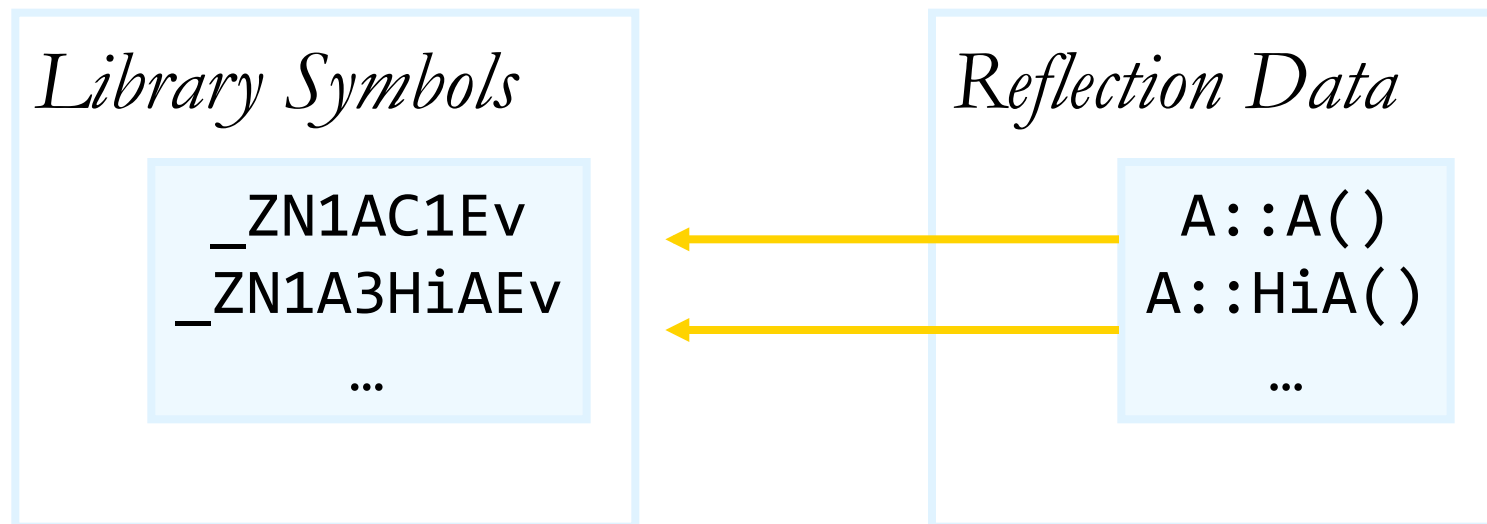 Library Symbols
_ZN1AC1Ev
_ZN1A3HiAEv
…
Reflection Data
A::A()
A::HiA()
…